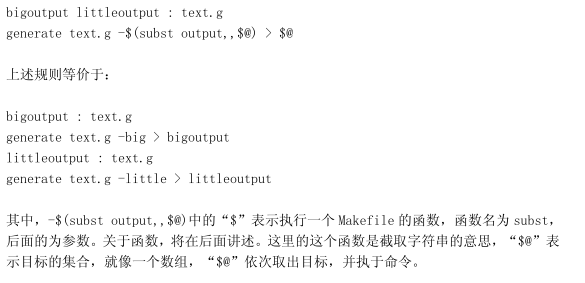 bigoutput littleoutput : text.g
generate text.g -$(subst output,,$@) > $@
上述规则等价于：
bigoutput : text.g
generate text.g -big > bigoutput
littleoutput : text.g
generate text.g -little > littleoutput
其中，-$(subst output,,$@)中的“$”表示执行一个 Makefile 的函数，函数名为 subst，
后面的为参数。关于函数，将在后面讲述。这里的这个函数是截取字符串的意思，“$@”表
示目标的集合，就像一个数组，“$@”依次取出目标，并执于命令。